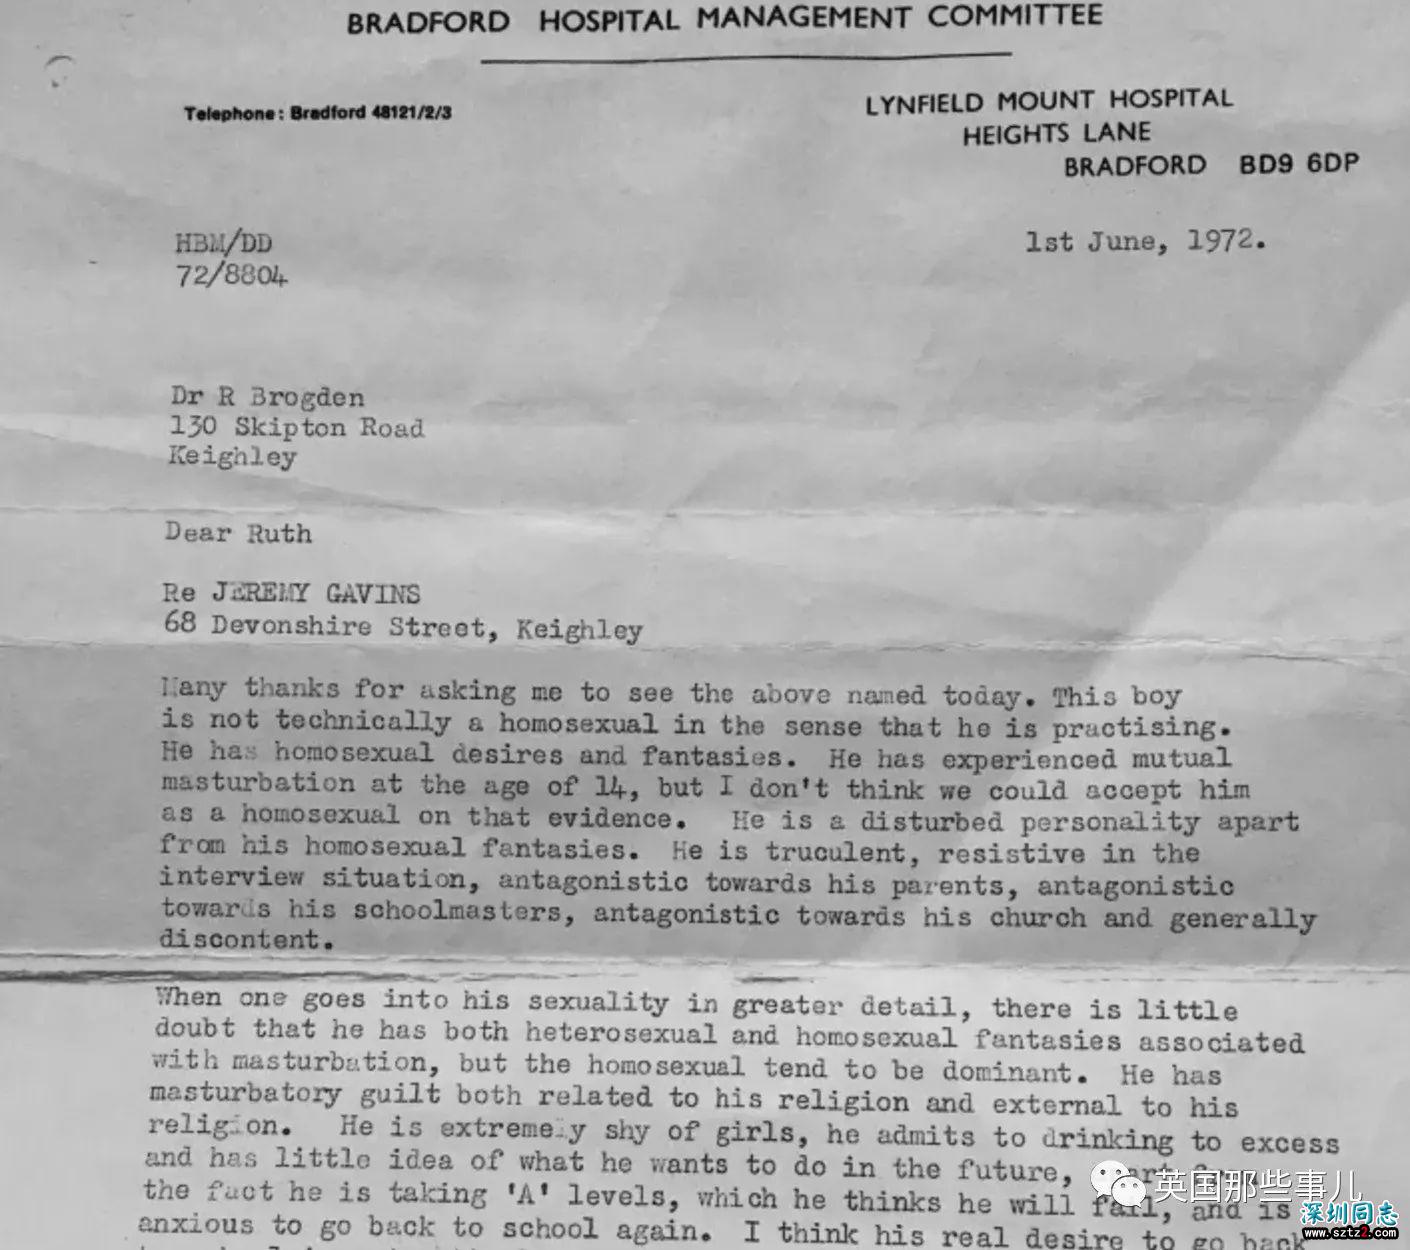 BRADFORD HOSPITAL MANAGEMENT COMMITTEE
Telephone: Bradford 48121/2/3
LYNFIELD MOUNT HOSPITAL
HEIGHTS LANE
BRADFORD BD9 6DP
HBM/DD
72/8804
1st June, 1972.
Dr R Brogden
130 Skipton Road
Keighley
Dear Ruth
Re JEREMY GAVINS
68 Devonshire Street, Keighley
Many thanks for asking me to see the above named today. This boy
is not technically a homosexual in the sense that he is practising.
He has homosexual desires and fantasies. He has experienced mutual
masturbation at the age of 14, but I don't think we could accept him
as a homosexual on that evidence. He is a disturbed personality apart
from his homosexual fantasies. He is truculent, resistive in the
interview situation, antagonistic towards his parents, antagonistic
towards his schoolmasters, antagonistic towards his church and generally
discontent.
When one goes into his sexuality in greater detail, there is little
doubt that he has both heterosexual and homosexual fantasies associated
with masturbation, but the homosexual tend to be dominant. He has
masturbatory guilt both related to his religion and external to his
religion. He is extremely shy of girls, he admits to drinking to excess
and has little idea of what he wants to do in the future,
the fact he is taking 'A' levels, which he thinks he will fail, and is
anxious to go back to school again. I think his real desire to go back
英国那些事儿
深圳同志
www.sztz2.com